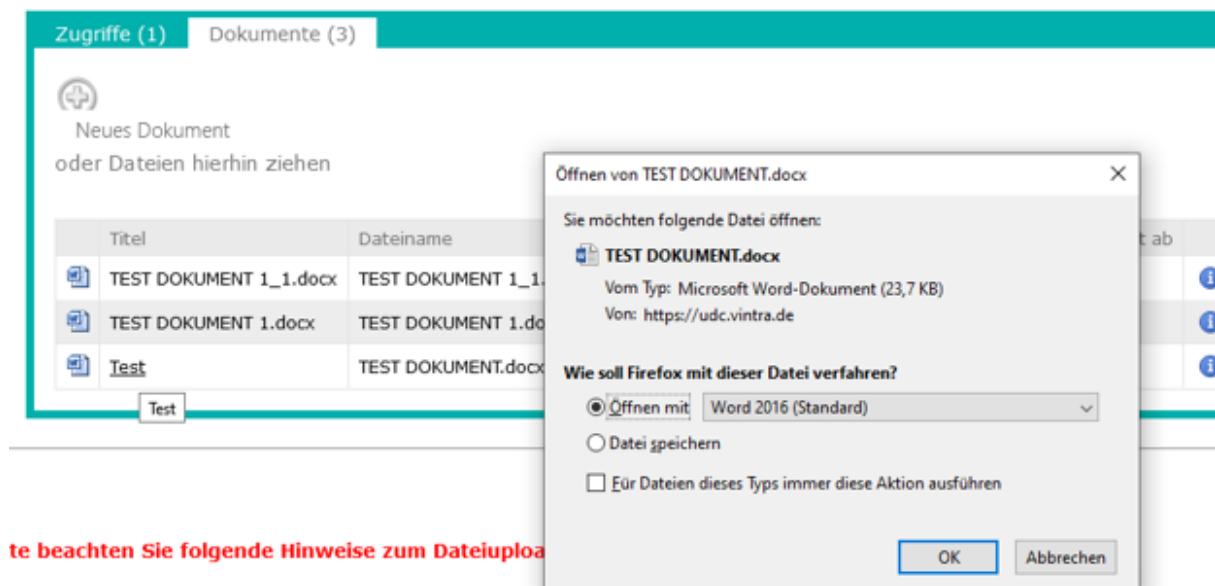 Zugriffe (1) Dokumente (3)
Neues Dokument
oder Dateien hierhin ziehen
Titel Dateiname t ab
TEST DOKUMENT 1_1.docx TEST DOKUMENT 1_1.
TEST DOKUMENT 1.docx TEST DOKUMENT 1.do
Test TEST DOKUMENT.docx
Test
Öffnen von TEST DOKUMENT.docx
Sie möchten folgende Datei öffnen:
TEST DOKUMENT.docx
Vom Typ: Microsoft Word-Dokument (23,7 KB)
Von: https://udc.vintra.de
Wie soll Firefox mit dieser Datei verfahren?
Öffnen mit Word 2016 (Standard)
Datei speichern
Für Dateien dieses Typs immer diese Aktion ausführen
OK Abbrechen
te beachten Sie folgende Hinweise zum Dateiuploa